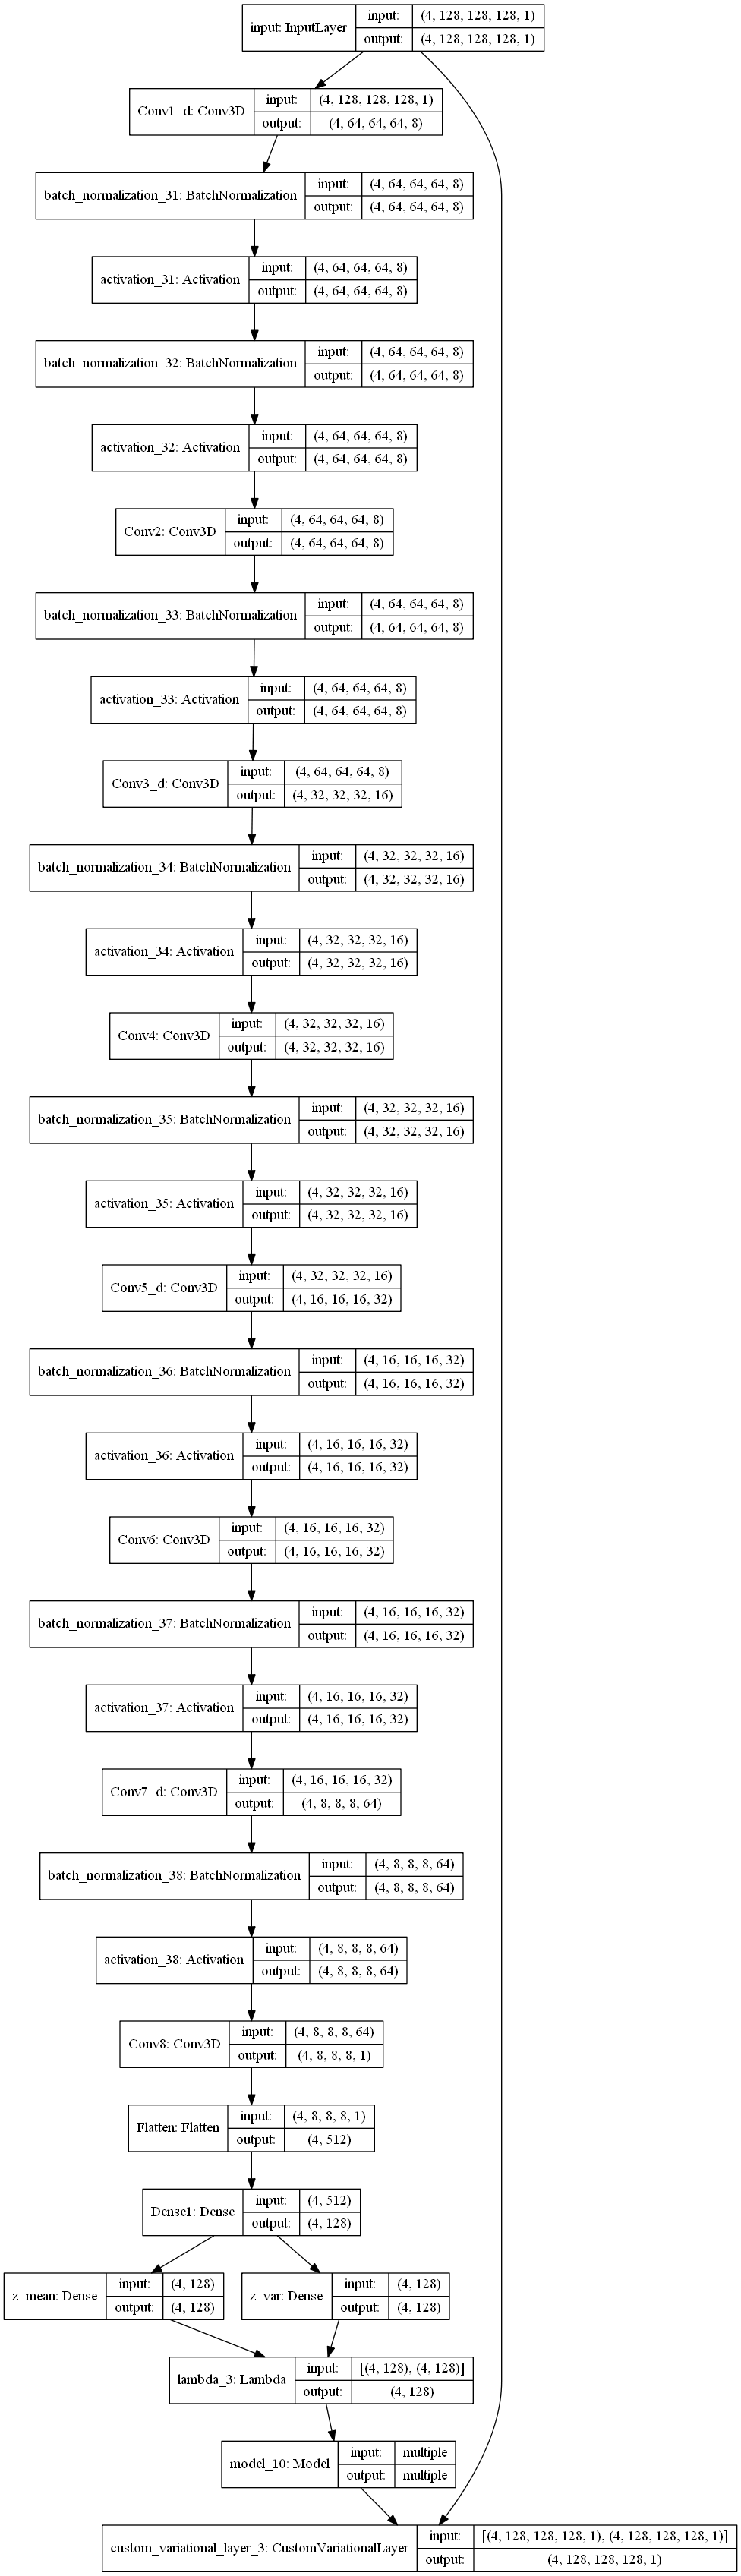 input: InputLayer
input: (4, 128, 128, 128, 1)
output: (4, 128, 128, 128, 1)
Conv1_d: Conv3D
input: (4, 128, 128, 128, 1)
output: (4, 64, 64, 64, 8)
batch_normalization_31: BatchNormalization
input: (4, 64, 64, 64, 8)
output: (4, 64, 64, 64, 8)
activation_31: Activation
input: (4, 64, 64, 64, 8)
output: (4, 64, 64, 64, 8)
batch_normalization_32: BatchNormalization
input: (4, 64, 64, 64, 8)
output: (4, 64, 64, 64, 8)
activation_32: Activation
input: (4, 64, 64, 64, 8)
output: (4, 64, 64, 64, 8)
Conv2: Conv3D
input: (4, 64, 64, 64, 8)
output: (4, 64, 64, 64, 8)
batch_normalization_33: BatchNormalization
input: (4, 64, 64, 64, 8)
output: (4, 64, 64, 64, 8)
activation_33: Activation
input: (4, 64, 64, 64, 8)
output: (4, 64, 64, 64, 8)
Conv3_d: Conv3D
input: (4, 64, 64, 64, 8)
output: (4, 32, 32, 32, 16)
batch_normalization_34: BatchNormalization
input: (4, 32, 32, 32, 16)
output: (4, 32, 32, 32, 16)
activation_34: Activation
input: (4, 32, 32, 32, 16)
output: (4, 32, 32, 32, 16)
Conv4: Conv3D
input: (4, 32, 32, 32, 16)
output: (4, 32, 32, 32, 16)
batch_normalization_35: BatchNormalization
input: (4, 32, 32, 32, 16)
output: (4, 32, 32, 32, 16)
activation_35: Activation
input: (4, 32, 32, 32, 16)
output: (4, 32, 32, 32, 16)
Conv5_d: Conv3D
input: (4, 32, 32, 32, 16)
output: (4, 16, 16, 16, 32)
batch_normalization_36: BatchNormalization
input: (4, 16, 16, 16, 32)
output: (4, 16, 16, 16, 32)
activation_36: Activation
input: (4, 16, 16, 16, 32)
output: (4, 16, 16, 16, 32)
Conv6: Conv3D
input: (4, 16, 16, 16, 32)
output: (4, 16, 16, 16, 32)
batch_normalization_37: BatchNormalization
input: (4, 16, 16, 16, 32)
output: (4, 16, 16, 16, 32)
activation_37: Activation
input: (4, 16, 16, 16, 32)
output: (4, 16, 16, 16, 32)
Conv7_d: Conv3D
input: (4, 16, 16, 16, 32)
output: (4, 8, 8, 8, 64)
batch_normalization_38: BatchNormalization
input: (4, 8, 8, 8, 64)
output: (4, 8, 8, 8, 64)
activation_38: Activation
input: (4, 8, 8, 8, 64)
output: (4, 8, 8, 8, 64)
Conv8: Conv3D
input: (4, 8, 8, 8, 64)
output: (4, 8, 8, 8, 1)
Flatten: Flatten
input: (4, 8, 8, 8, 1)
output: (4, 512)
Dense1: Dense
input: (4, 512)
output: (4, 128)
z_mean: Dense
input: (4, 128)
output: (4, 128)
z_var: Dense
input: (4, 128)
output: (4, 128)
lambda_3: Lambda
input: [(4, 128), (4, 128)]
output: (4, 128)
model_10: Model
input: multiple
output: multiple
custom_variational_layer_3: CustomVariationalLayer
input: [(4, 128, 128, 128, 1), (4, 128, 128, 128, 1)]
output: (4, 128, 128, 128, 1)